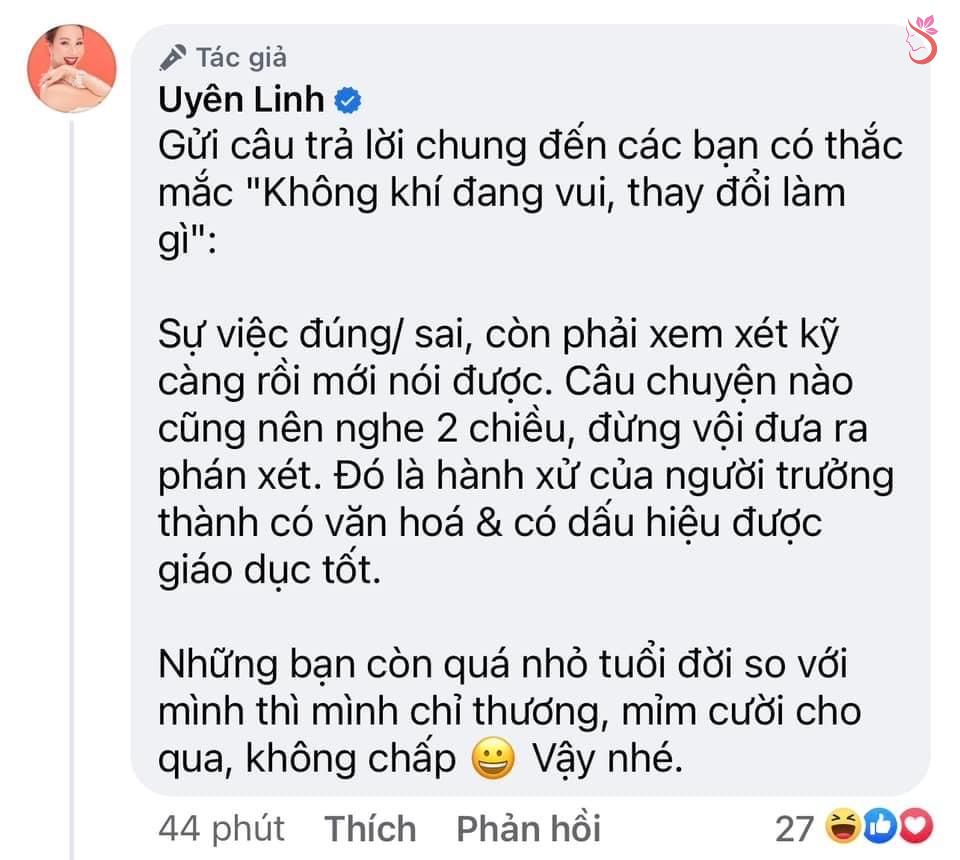 Tác giả
Uyên Linh
Gửi câu trả lời chung đến các bạn có thắc
mắc "Không khí đang vui, thay đổi làm
gì":
Sự việc đúng/ sai, còn phải xem xét kỹ
càng rồi mới nói được. Câu chuyện nào
cũng nên nghe 2 chiều, đừng vội đưa ra
phán xét. Đó là hành xử của người trưởng
thành có văn hoá & có dấu hiệu được
giáo dục tốt.
Những bạn còn quá nhỏ tuổi đời so với
mình thì mình chỉ thương, mỉm cười cho
qua, không chấp 😀 Vậy nhé.
44 phút Thích Phản hồi 27